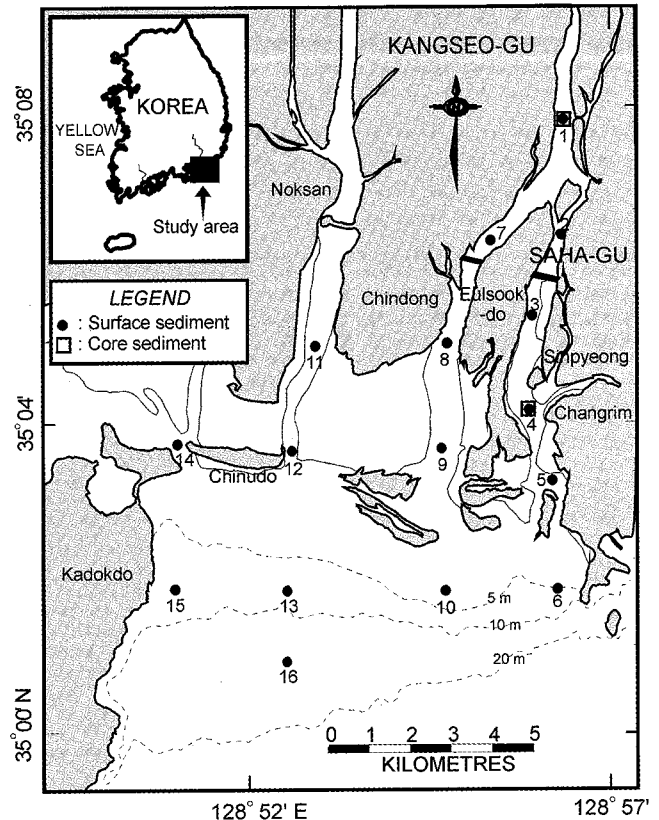 KANGSEO-GU
35° 08'
KOREA
YELLOW
SEA
Study area
1
Noksan
7
SAHA-GU
LEGEND
● : Surface sediment
: Core sediment
Chindong
Eulsook
-do
3
11
8
Sinpyeong
35° 04'
4
Changrim
14
12
9
Chinudo
5
Kadokdo
15
13
10
5 m
6
10 m
16
20 m
35° 00' N
0 1 2 3 4 5
KILOMETRES
128° 52' E
128° 57'